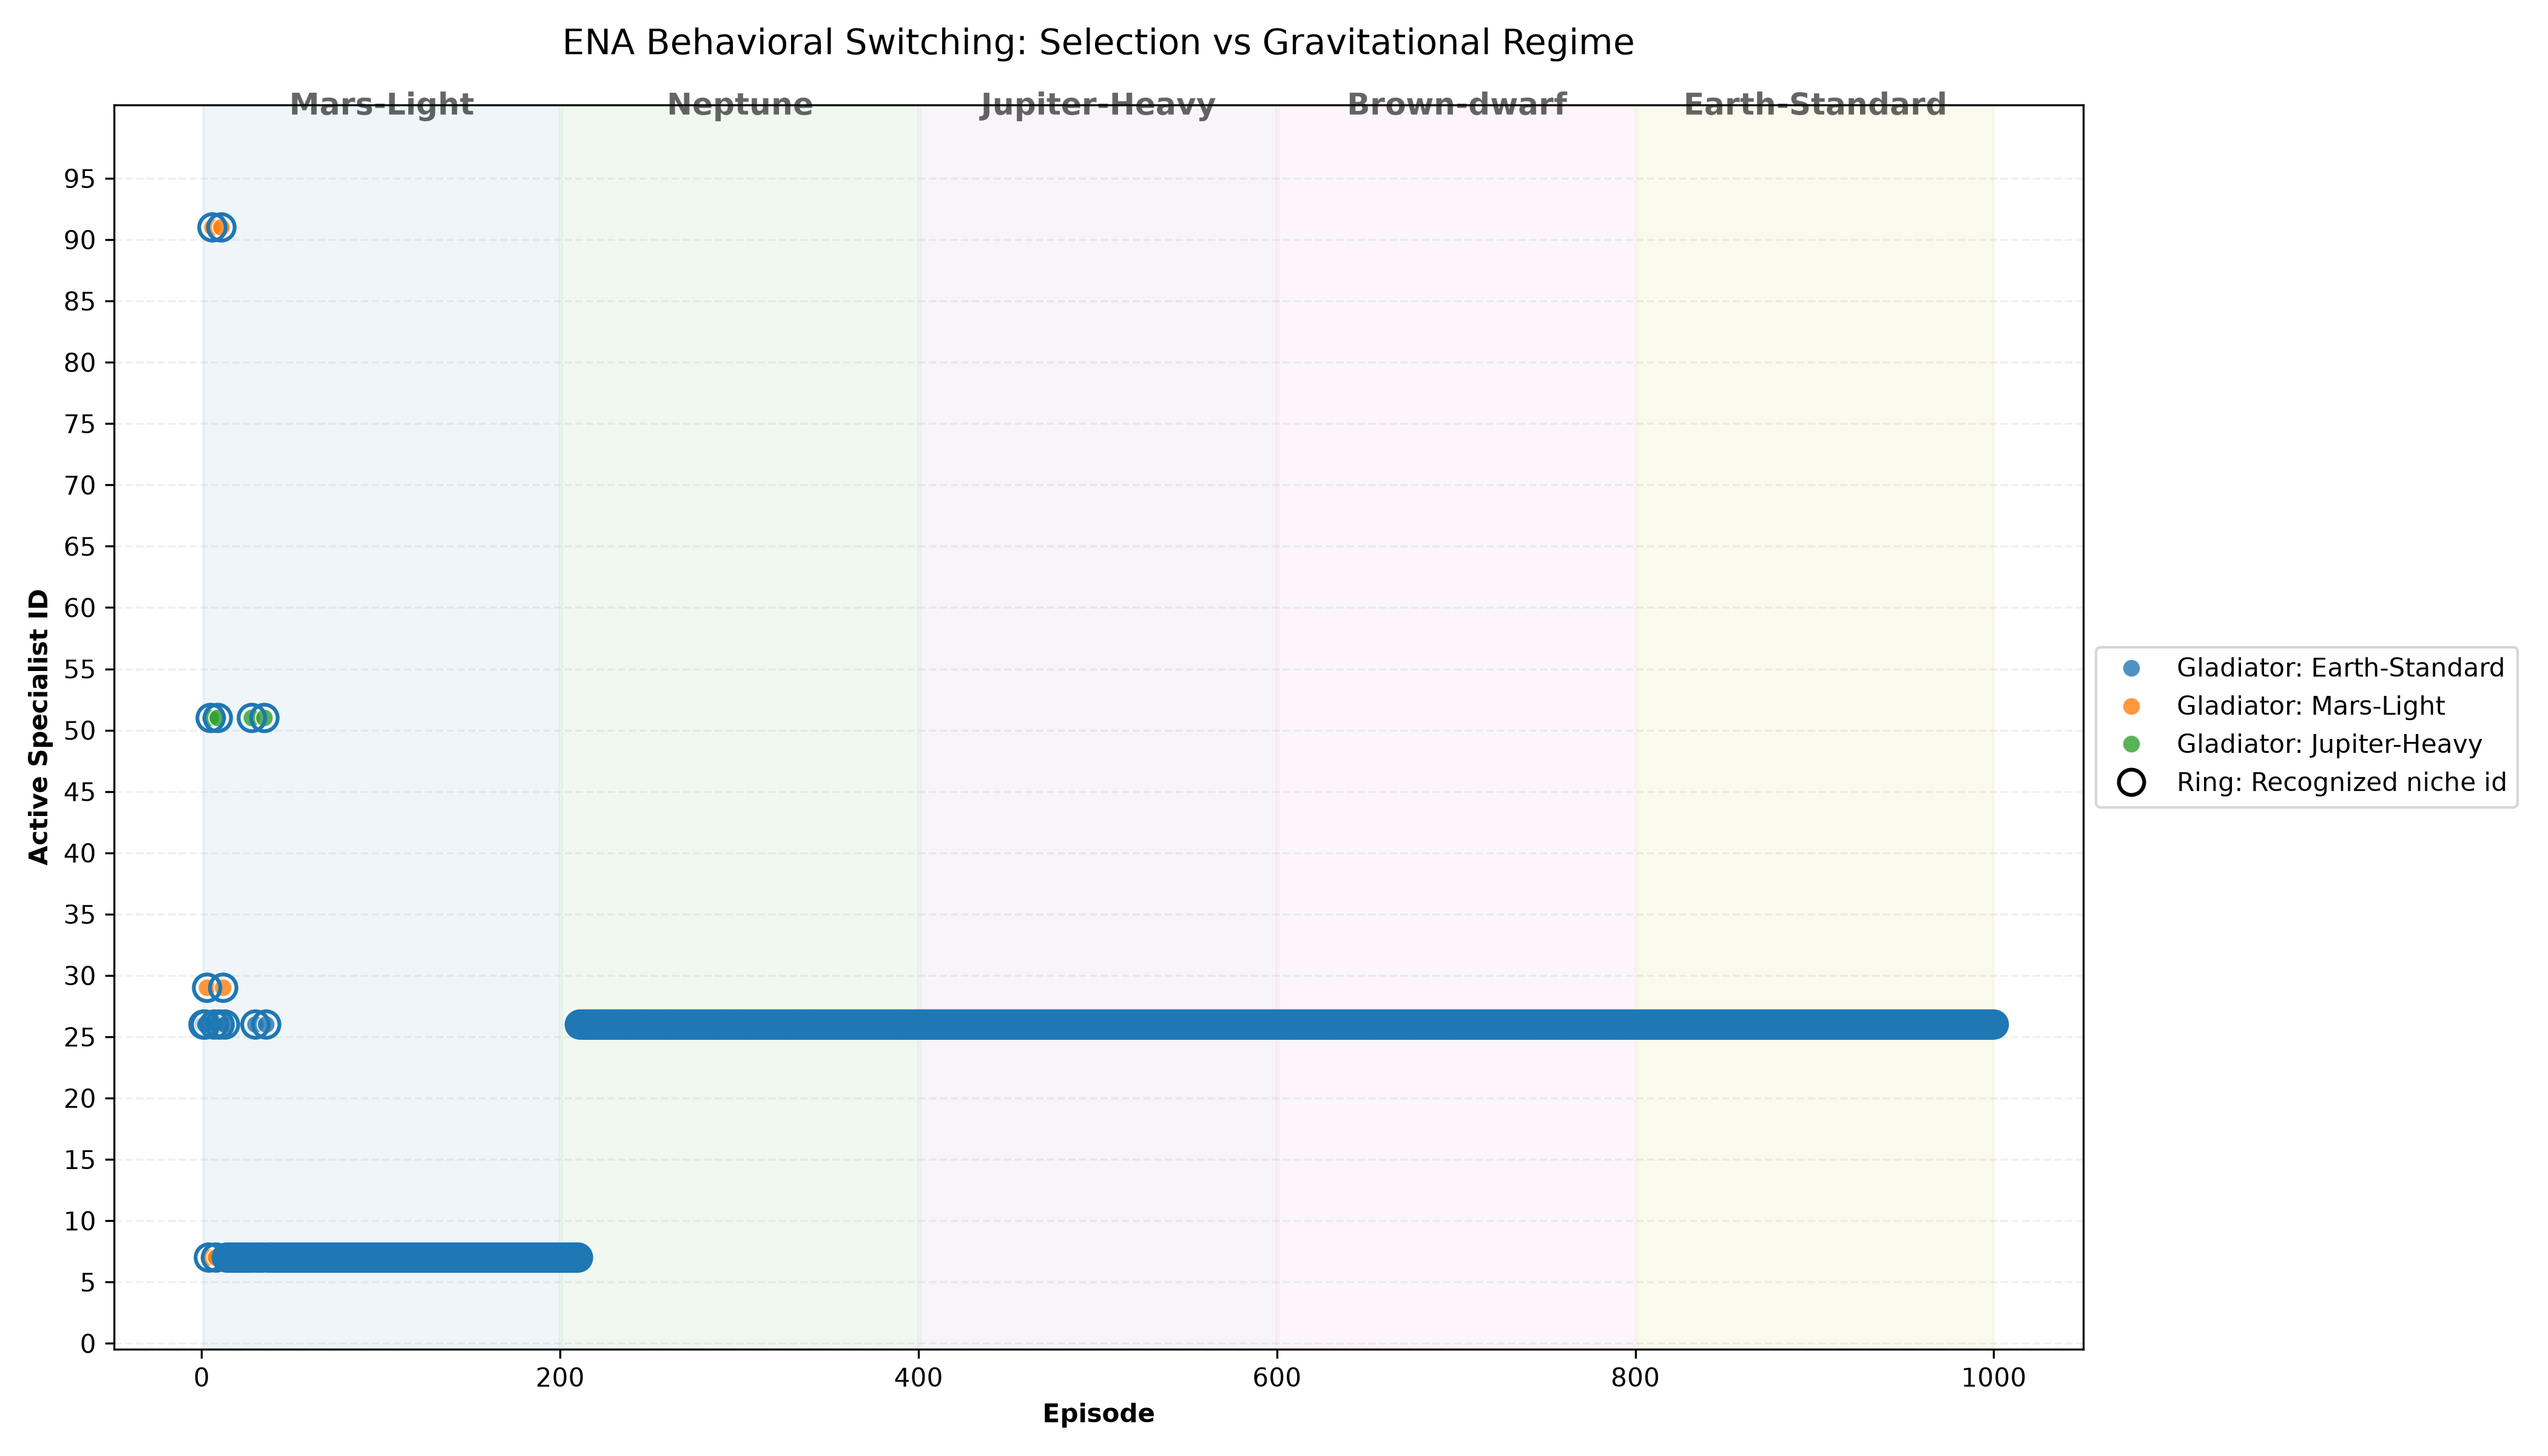 ENA Behavioral Switching: Selection vs Gravitational Regime
Mars-Light Neptune Jupiter-Heavy Brown-dwarf Earth-Standard
95
90
85
80
75
70
65
60
55
50
45
40
35
30
25
20
15
10
5
0
Active Specialist ID
0 200 400 600 800 1000
Episode
Gladiator: Earth-Standard
Gladiator: Mars-Light
Gladiator: Jupiter-Heavy
Ring: Recognized niche id